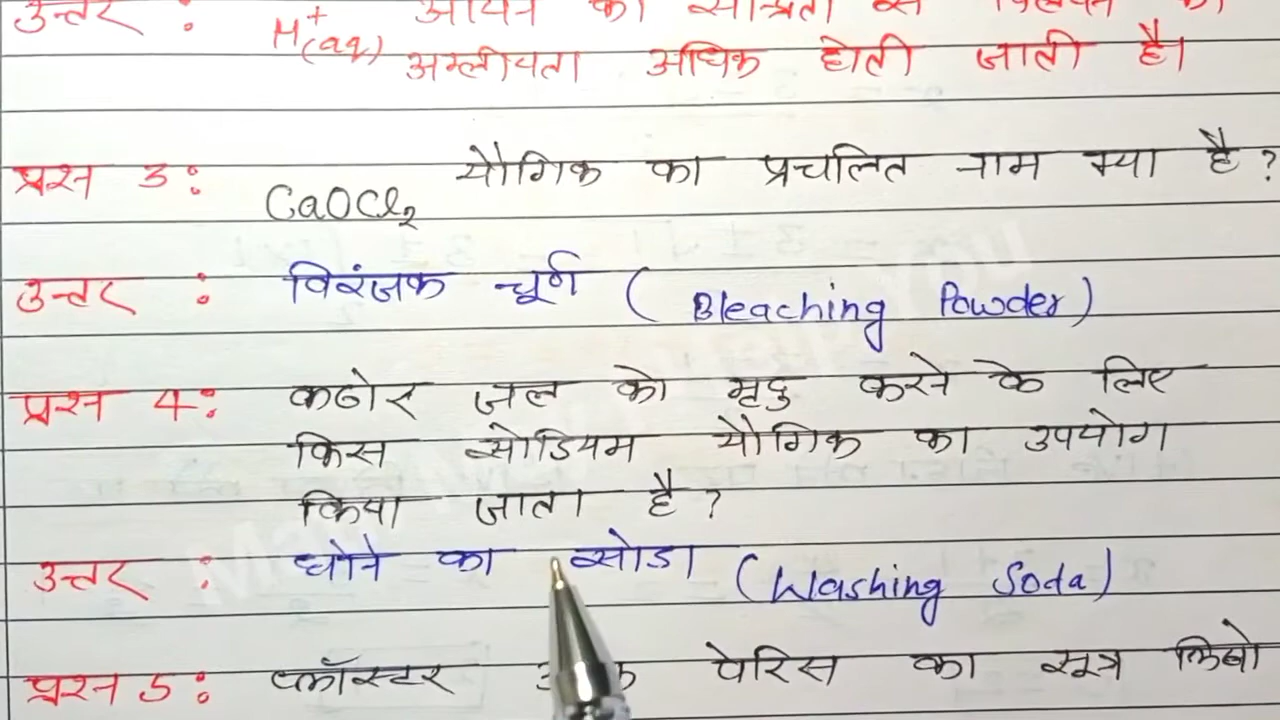 उत्तर : H⁺(aq) आयन की सान्द्रता से विलयन की
अम्लीयता अधिक होती जाती है।
प्रश्न 3: CaOCl₂ यौगिक का प्रचलित नाम क्या है?
उत्तर : विरंजक चूर्ण ( Bleaching Powder)
प्रश्न 4: कठोर जल को मृदु करने के लिए
किस सोडियम यौगिक का उपयोग
किया जाता है?
उत्तर : धोने का सोडा (Washing Soda)
प्रश्न 5: प्लॉस्टर पेरिस का सूत्र लिखो